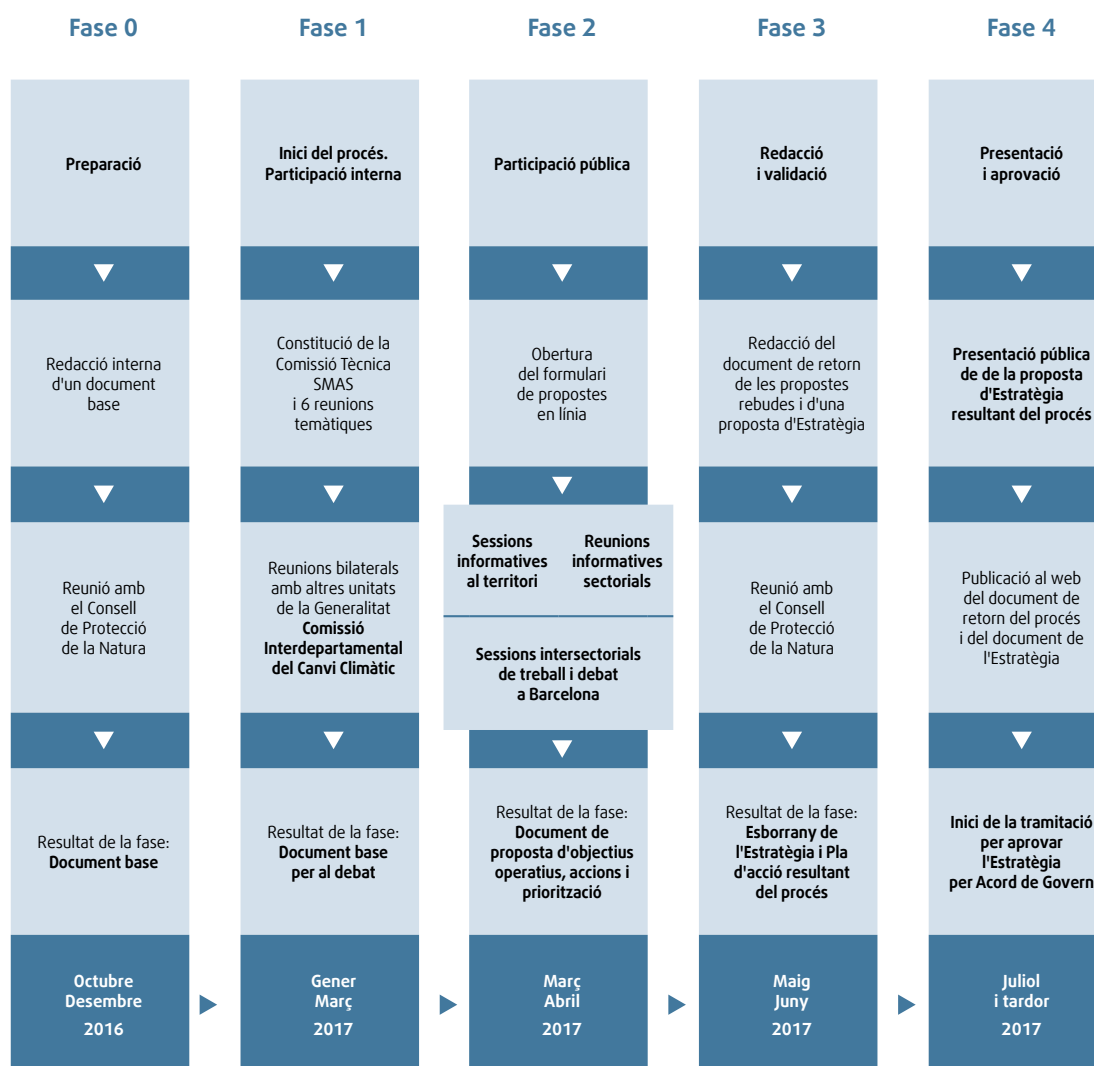 Fase 0
Preparació
Redacció interna
d'un document
base
Reunió amb
el Consell
de Protecció
de la Natura
Resultat de la fase:
Document base
Octubre
Desembre
2016
Fase 1
Inici del procés.
Participació interna
Constitució de la
Comissió Tècnica
SMAS
i 6 reunions
temàtiques
Reunions bilaterals
amb altres unitats
de la Generalitat
Comissió
Interdepartamental
del Canvi Climàtic
Resultat de la fase:
Document base
per al debat
Gener
Març
2017
Fase 2
Participació pública
Obertura
del formulari
de propostes
en línia
Sessions
informatives
al territori
Reunions
informatives
sectorials
Sessions intersectorials
de treball i debat
a Barcelona
Resultat de la fase:
Document de
proposta d'objectius
operatius, accions i
priorització
Març
Abril
2017
Fase 3
Redacció
i validació
Redacció del
document de retorn
de les propostes
rebudes i d'una
proposta d'Estratègia
Reunió amb
el Consell
de Protecció
de la Natura
Resultat de la fase:
Esborrany de
l'Estratègia i Pla
d'acció resultant
del procés
Maig
Juny
2017
Fase 4
Presentació
i aprovació
Presentació pública
de de la proposta
d'Estratègia
resultant del procés
Publicació al web
del document de
retorn del procés
i del document de
l'Estratègia
Inici de la tramitació
per aprovar
l'Estratègia
per Acord de Govern
Juliol
i tardor
2017